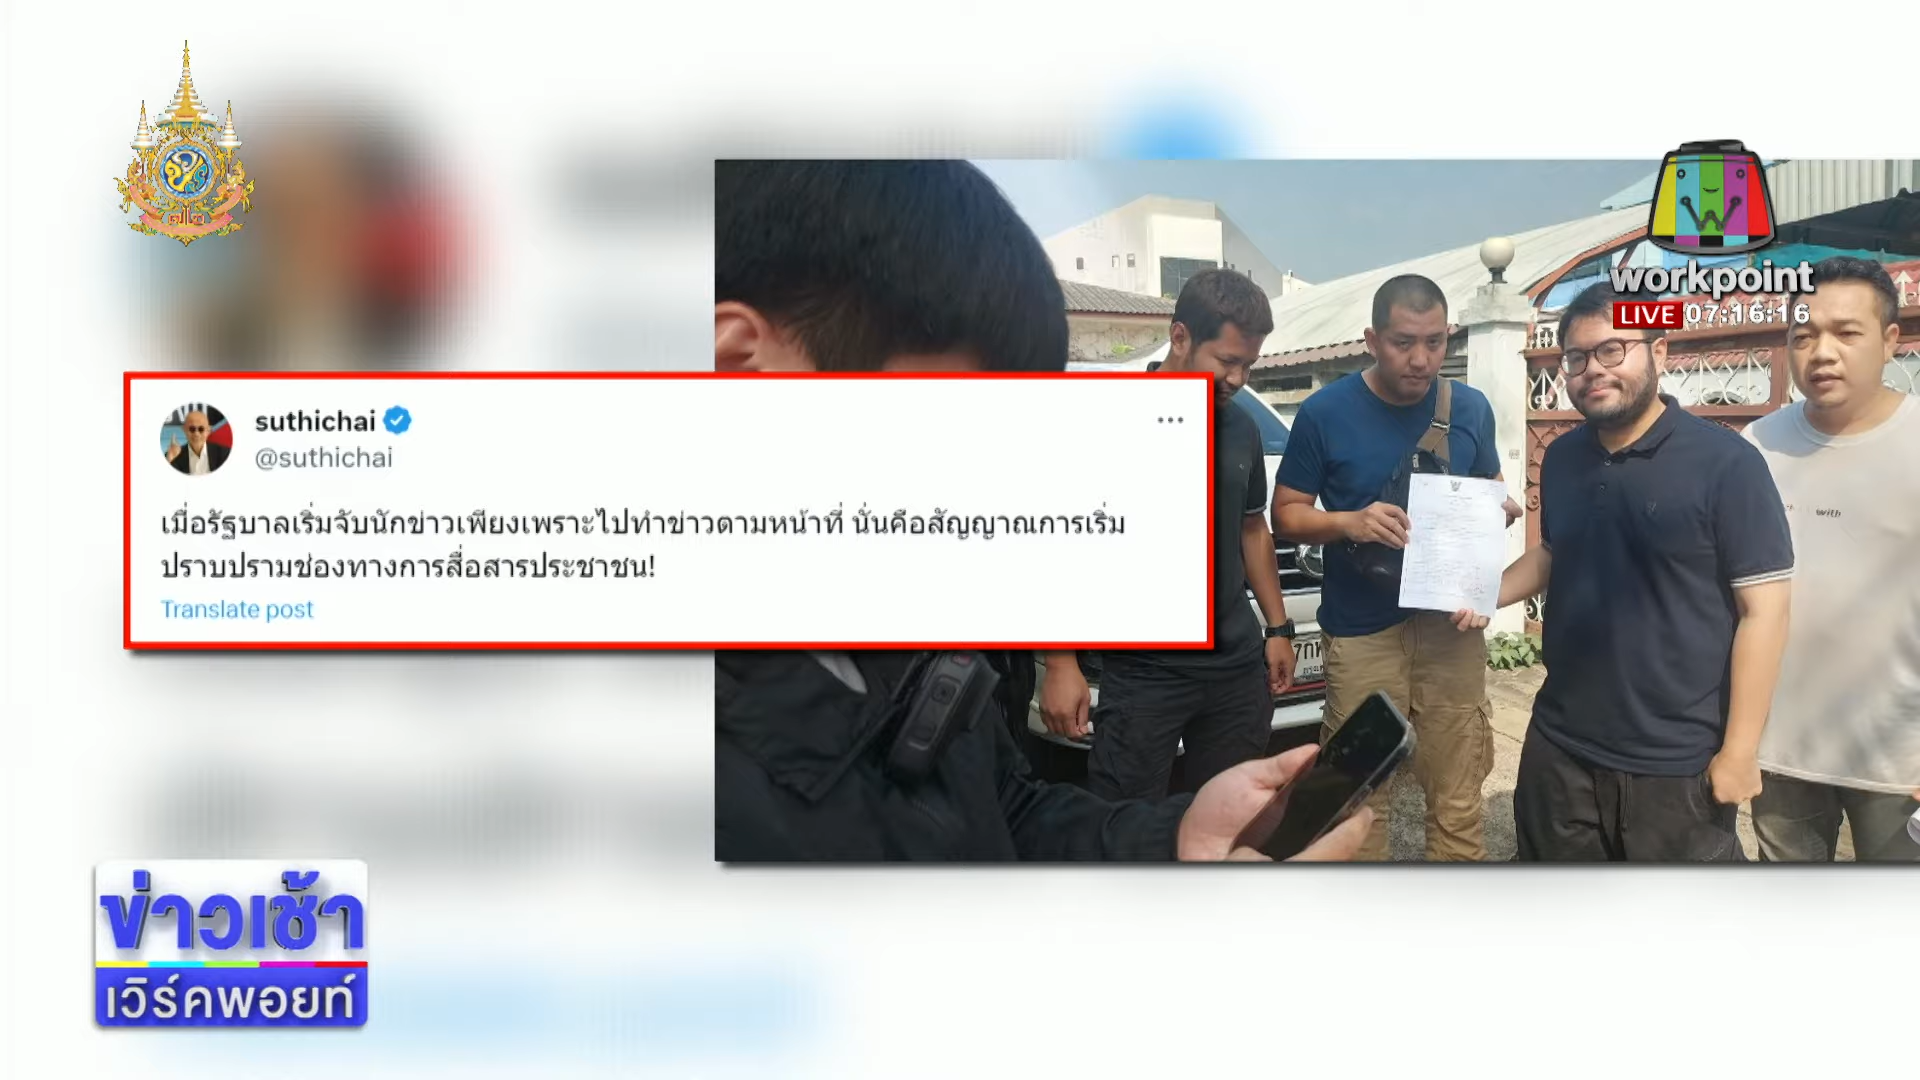 workpoint
LIVE 07:16:16
suthichai
@suthichai
เมื่อรัฐบาลเริ่มจับนักข่าวเพียงเพราะไปทำข่าวตามหน้าที่ นั่นคือสัญญาณการเริ่ม
ปราบปรามช่องทางการสื่อสารประชาชน!
Translate post
with
ข่าวเช้า
เวิร์คพอยท์